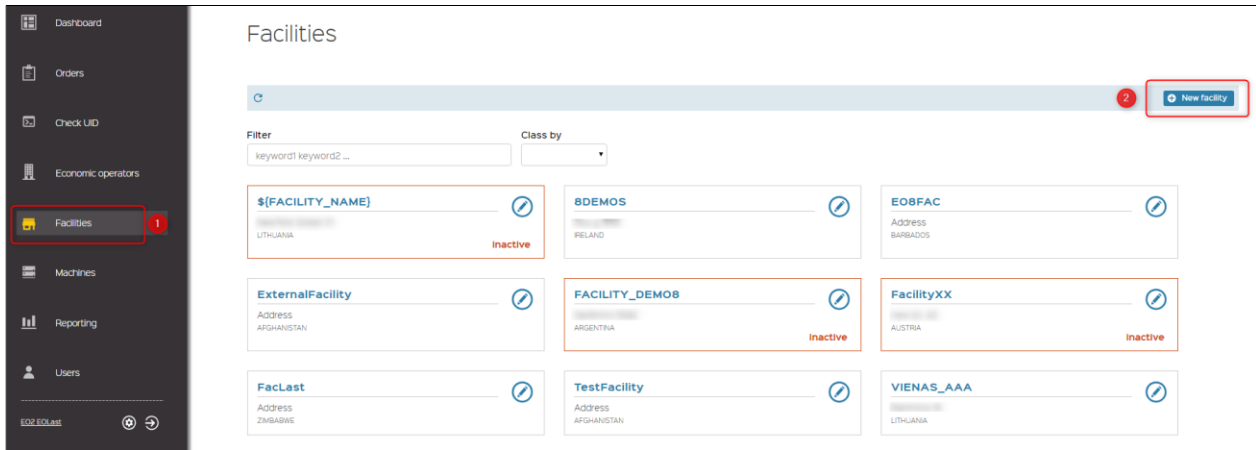 Dashboard
Orders
Check UID
Economic operators
Facilities
1
Machines
Reporting
Users
EO2 EOLast
Facilities
2
New facility
Filter
Class by
keyword1 keyword2 ...
${FACILITY_NAME}
LITHUANIA
Inactive
8DEMOS
IRELAND
EO8FAC
Address
BARBADOS
ExternalFacility
Address
AFGHANISTAN
FACILITY_DEMO8
ARGENTINA
Inactive
FacilityXX
AUSTRIA
Inactive
FacLast
Address
ZIMBABWE
TestFacility
Address
AFGHANISTAN
VIENAS_AAA
LITHUANIA